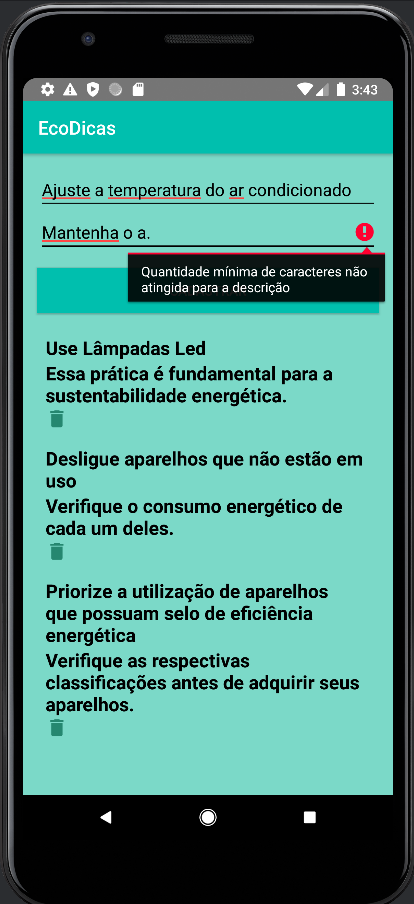 3:43
EcoDicas
Ajuste a temperatura do ar condicionado
Mantenha o a.
Quantidade mínima de caracteres não
atingida para a descrição
Use Lâmpadas Led
Essa prática é fundamental para a
sustentabilidade energética.
Desligue aparelhos que não estão em
uso
Verifique o consumo energético de
cada um deles.
Priorize a utilização de aparelhos
que possuam selo de eficiência
energética
Verifique as respectivas
classificações antes de adquirir seus
aparelhos.